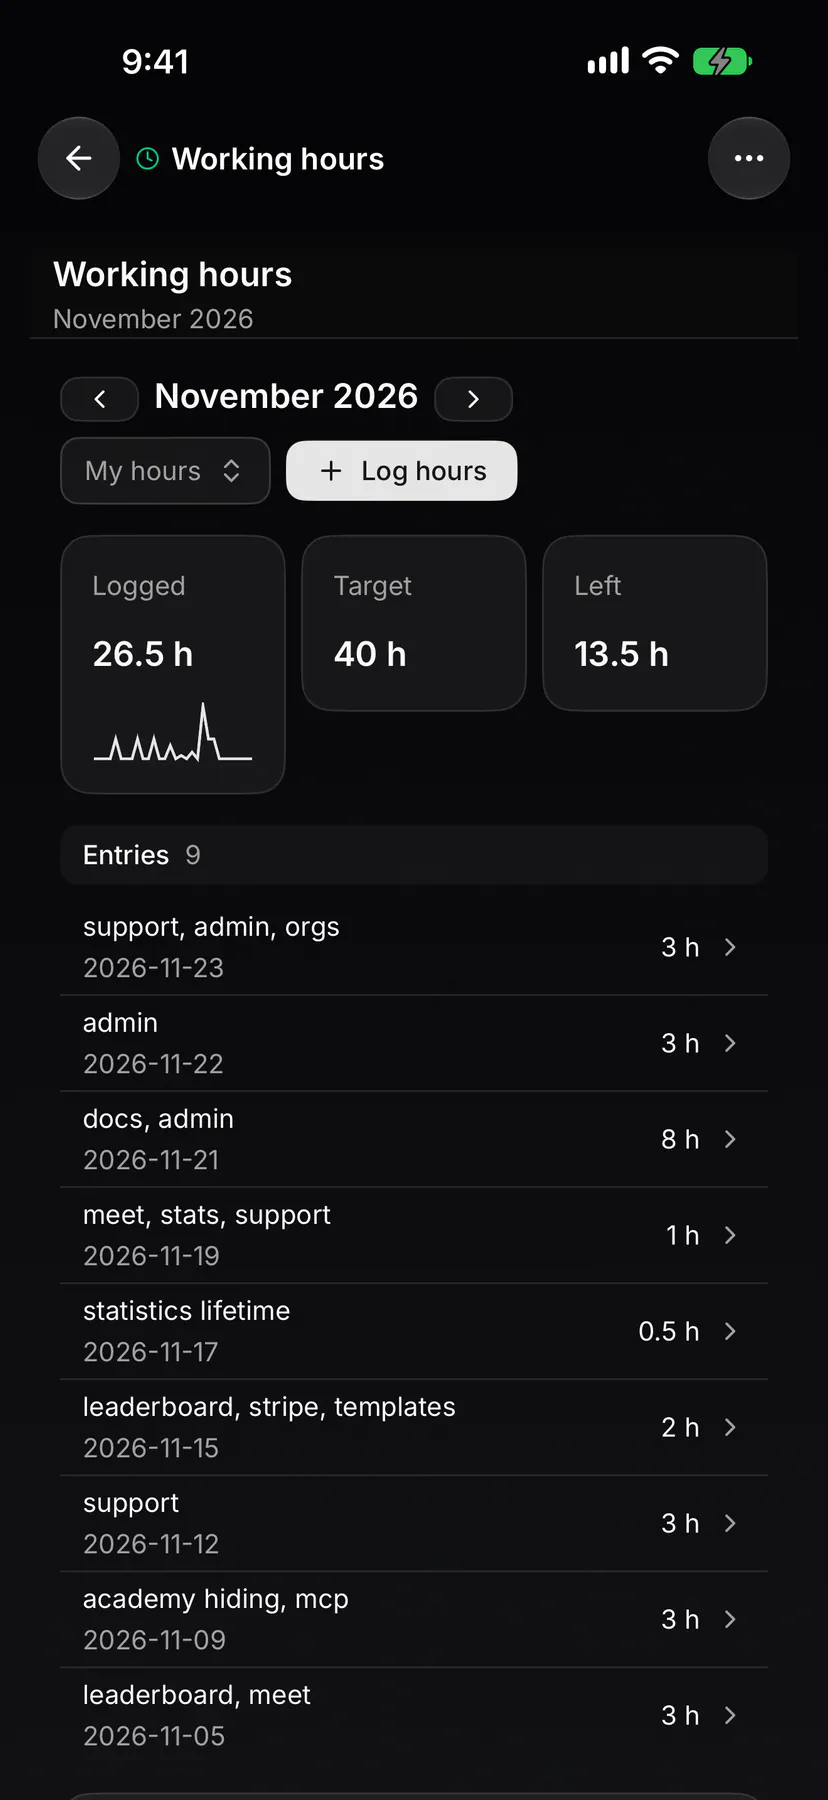 9:41
Working hours
Working hours
November 2026
November 2026
My hours
+ Log hours
Logged
Target
Left
26.5 h
40 h
13.5 h
Entries 9
support, admin, orgs
3 h
2026-11-23
admin
3 h
2026-11-22
docs, admin
8 h
2026-11-21
meet, stats, support
1 h
2026-11-19
statistics lifetime
0.5 h
2026-11-17
leaderboard, stripe, templates
2 h
2026-11-15
support
3 h
2026-11-12
academy hiding, mcp
3 h
2026-11-09
leaderboard, meet
3 h
2026-11-05